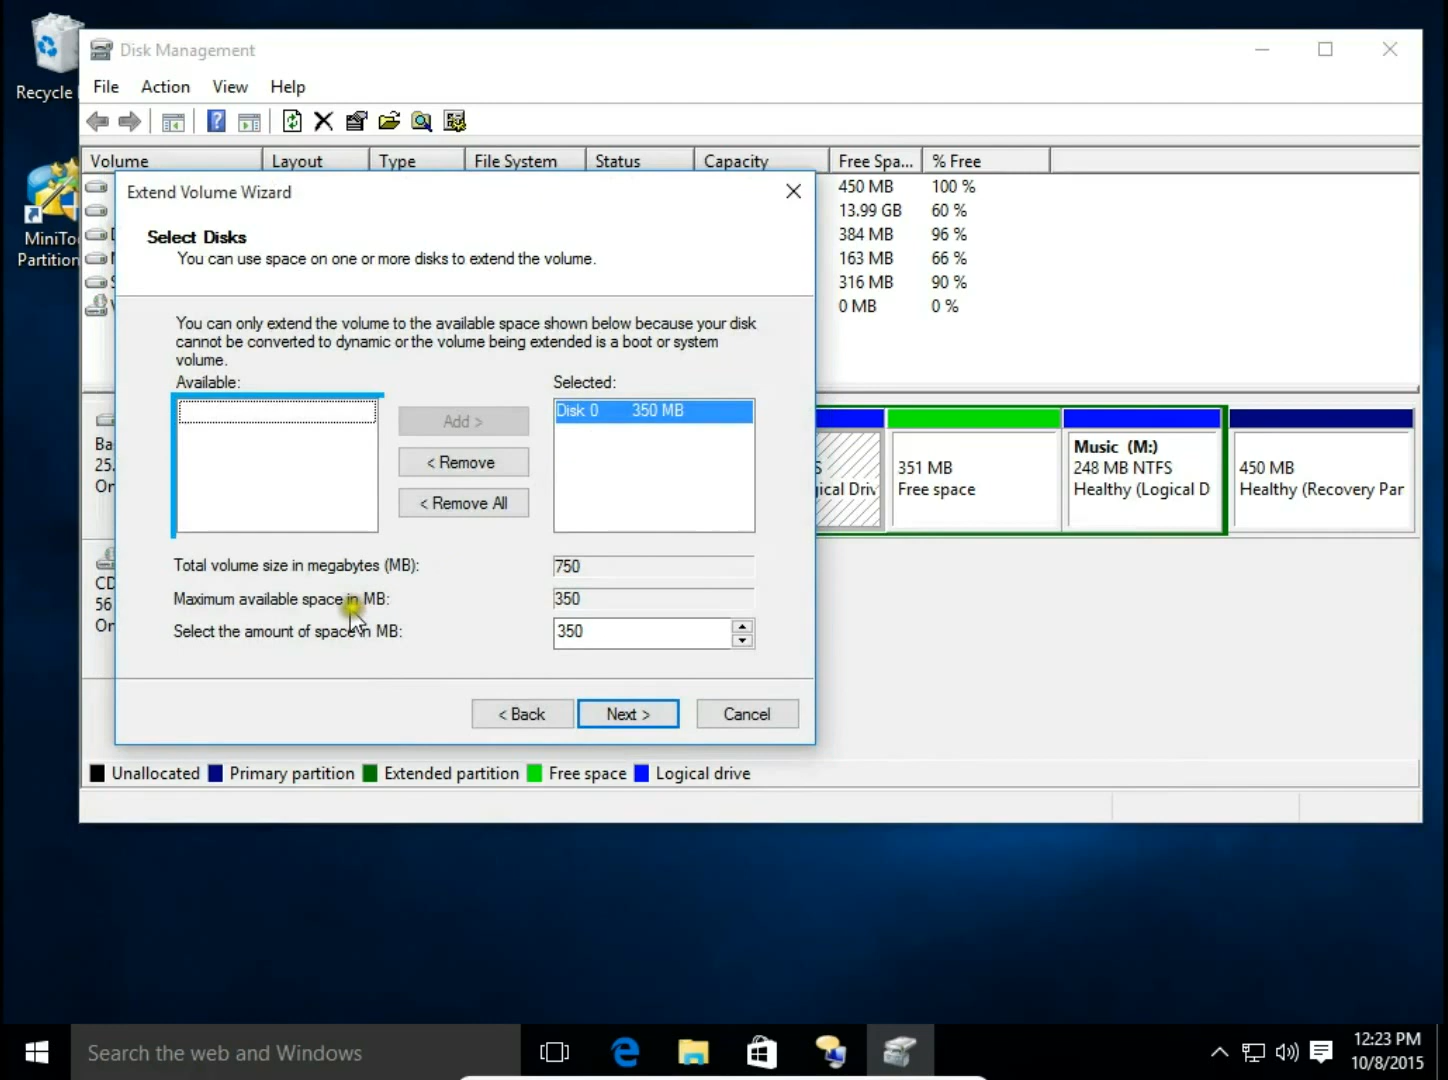 Recycle
MiniTo
Partition
Disk Management
File Action View Help
Volume Layout Type File System Status Capacity Free Spa... % Free
450 MB 100 %
13.99 GB 60 %
384 MB 96 %
163 MB 66 %
316 MB 90 %
0 MB 0 %
Extend Volume Wizard
Select Disks
You can use space on one or more disks to extend the volume.
You can only extend the volume to the available space shown below because your disk
cannot be converted to dynamic or the volume being extended is a boot or system
volume.
Available: Selected:
Disk 0 350 MB
Add >
< Remove
< Remove All
Total volume size in megabytes (MB): 750
Maximum available space in MB: 350
Select the amount of space in MB: 350
< Back Next > Cancel
Ba
25.
On
CD
56
On
S
gical Driv
351 MB
Free space
Music (M:)
248 MB NTFS
Healthy (Logical D
450 MB
Healthy (Recovery Par
Unallocated Primary partition Extended partition Free space Logical drive
Search the web and Windows
12:23 PM
10/8/2015